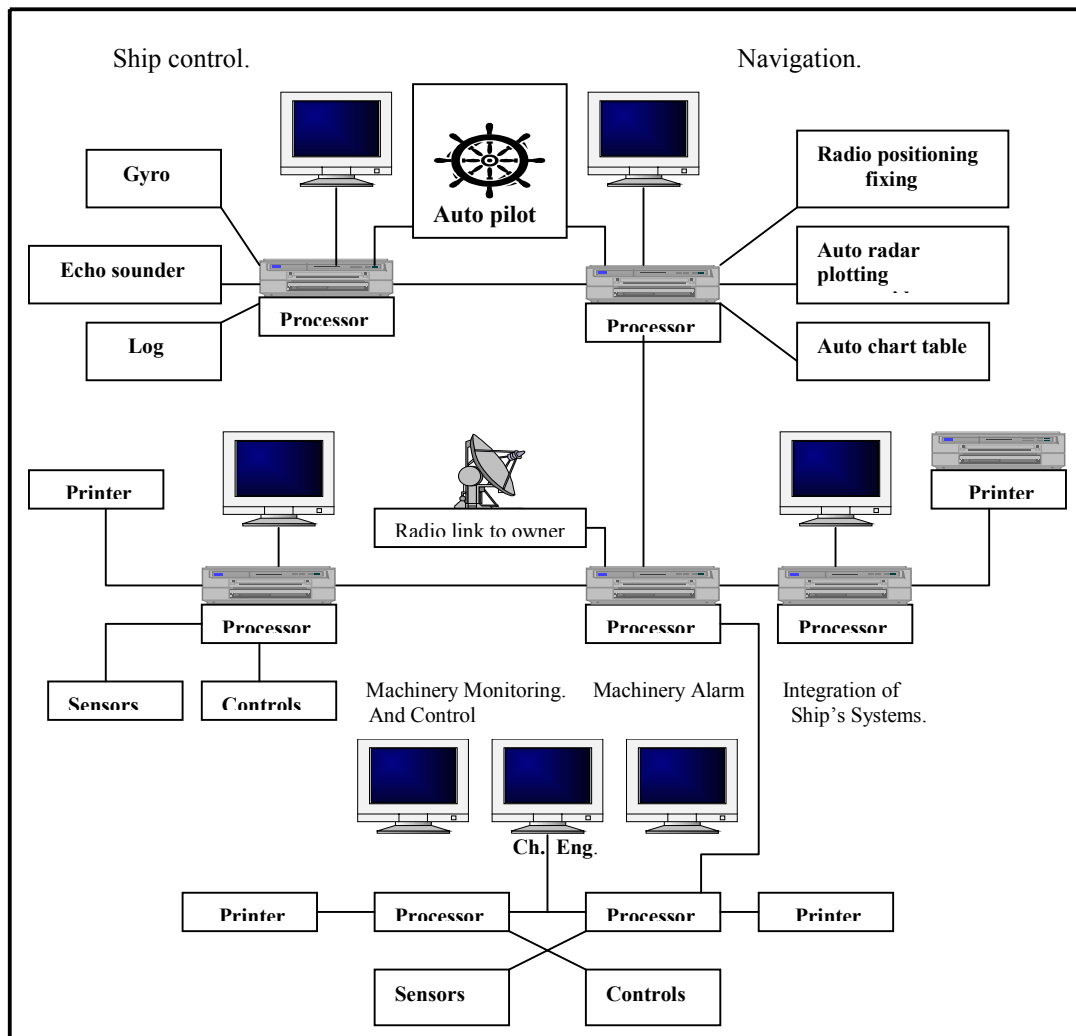 Ship control.
Navigation.
Gyro
Radio positioning
fixing
Auto pilot
Echo sounder
Auto radar
plotting
Processor
Processor
Log
Auto chart table
Printer
Printer
Radio link to owner
Processor
Processor
Processor
Sensors
Controls
Machinery Monitoring.
And Control
Machinery Alarm
Integration of
Ship's Systems.
Ch. Eng.
Printer
Processor
Processor
Printer
Sensors
Controls